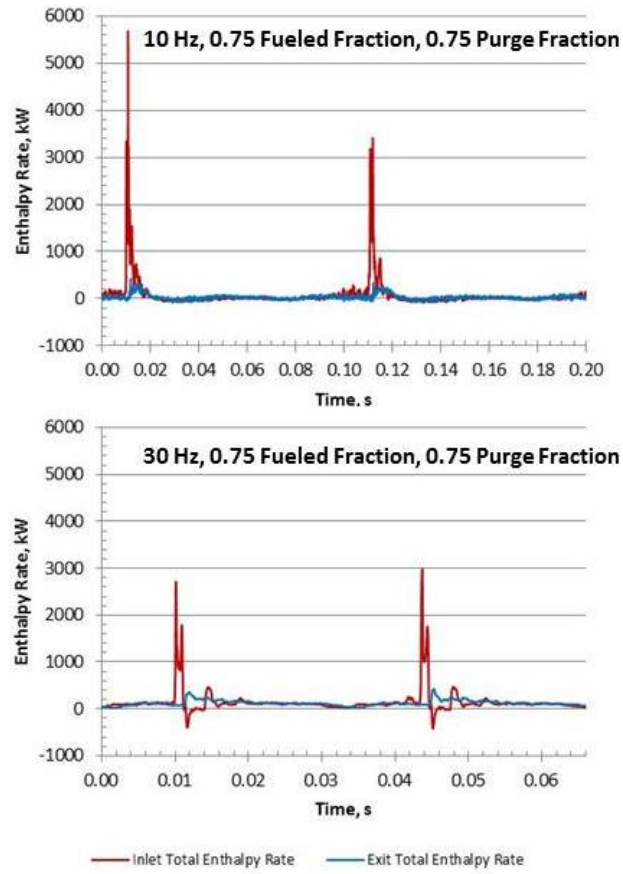 6000
10 Hz, 0.75 Fueled Fraction, 0.75 Purge Fraction
5000
4000
3000
2000
1000
0
-1000
Enthalpy Rate, kW
0.00 0.02 0.04 0.06 0.08 0.10 0.12 0.14 0.16 0.18 0.20
Time. s
6000
30 Hz, 0.75 Fueled Fraction, 0.75 Purge Fraction
5000
4000
3000
2000
1000
0
-1000
Enthalpy Rate, kW
0.00 0.01 0.02 0.03 0.04 0.05 0.06
Time, s
Inlet Total Enthalpy Rate Exit Total Enthalpy Rate